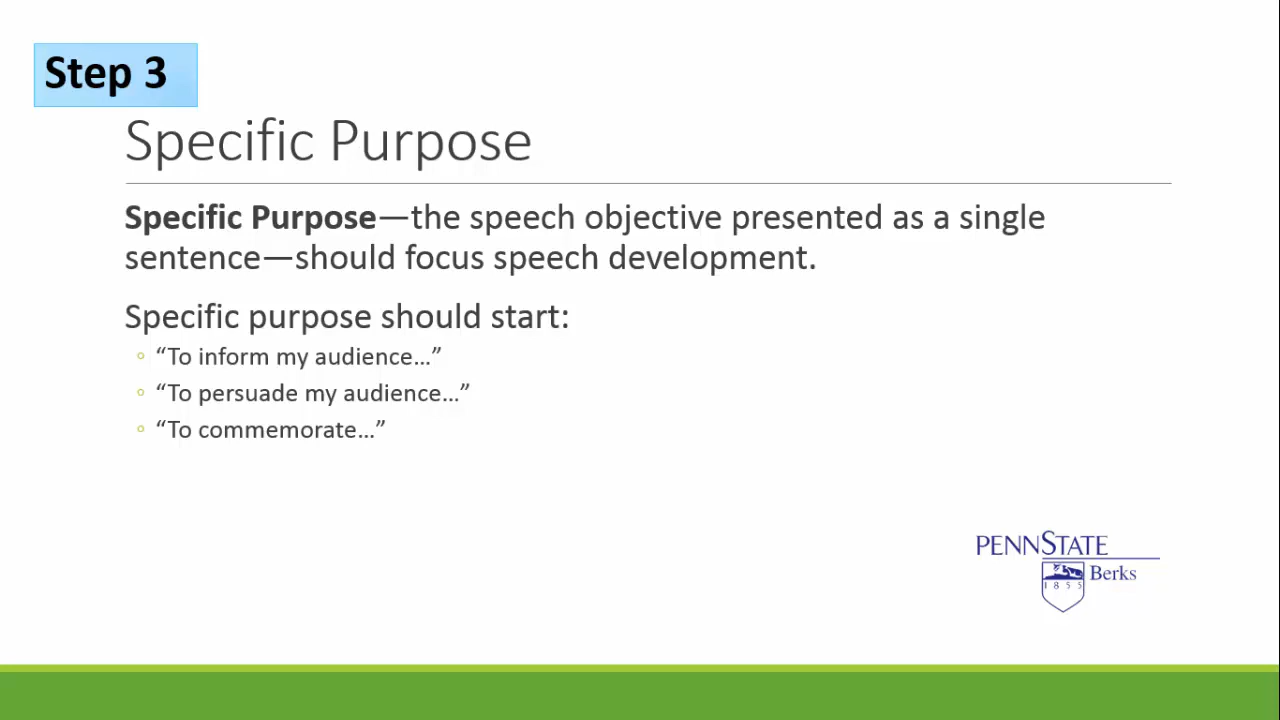 Step 3
Specific Purpose
Specific Purpose—the speech objective presented as a single
sentence—should focus speech development.
Specific purpose should start:
◦ “To inform my audience…”
◦ “To persuade my audience…”
◦ “To commemorate…”
PENNSTATE
Berks
1855